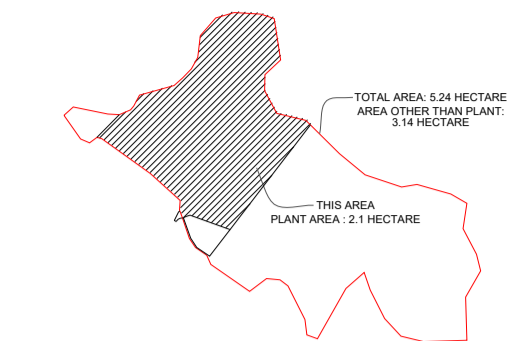 TOTAL AREA: 5.24 HECTARE
AREA OTHER THAN PLANT:
3.14 HECTARE
THIS AREA
PLANT AREA : 2.1 HECTARE